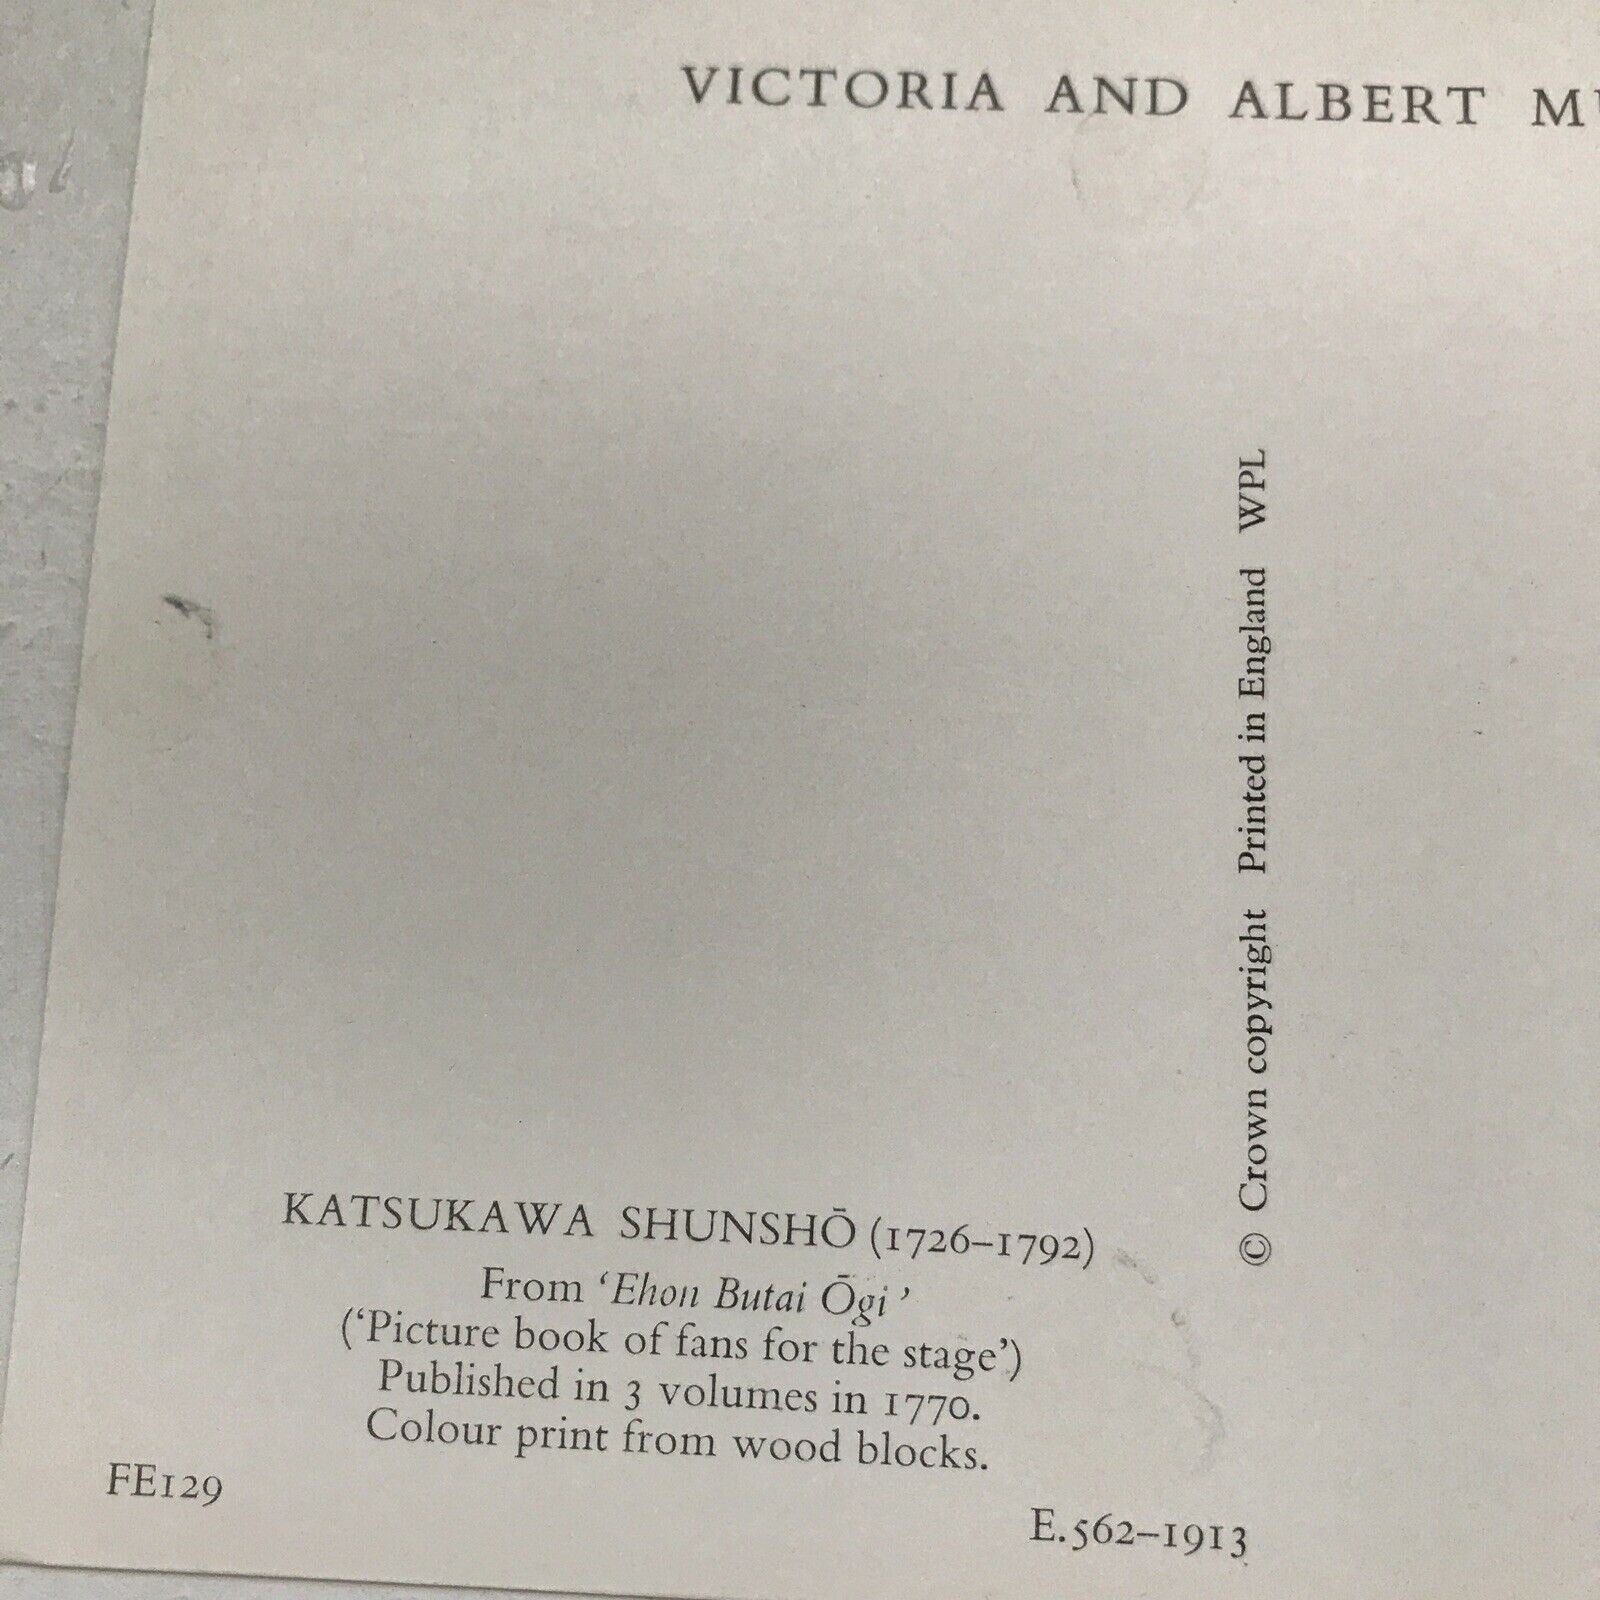 VICTORIA AND ALBERT
© Crown copyright Printed in England WPL
KATSUKAWA SHUNSHŌ (1726–1792)
From ‘Ehon Butai Ōgi’
(‘Picture book of fans for the stage’)
Published in 3 volumes in 1770.
Colour print from wood blocks.
FE129
E.562–1913